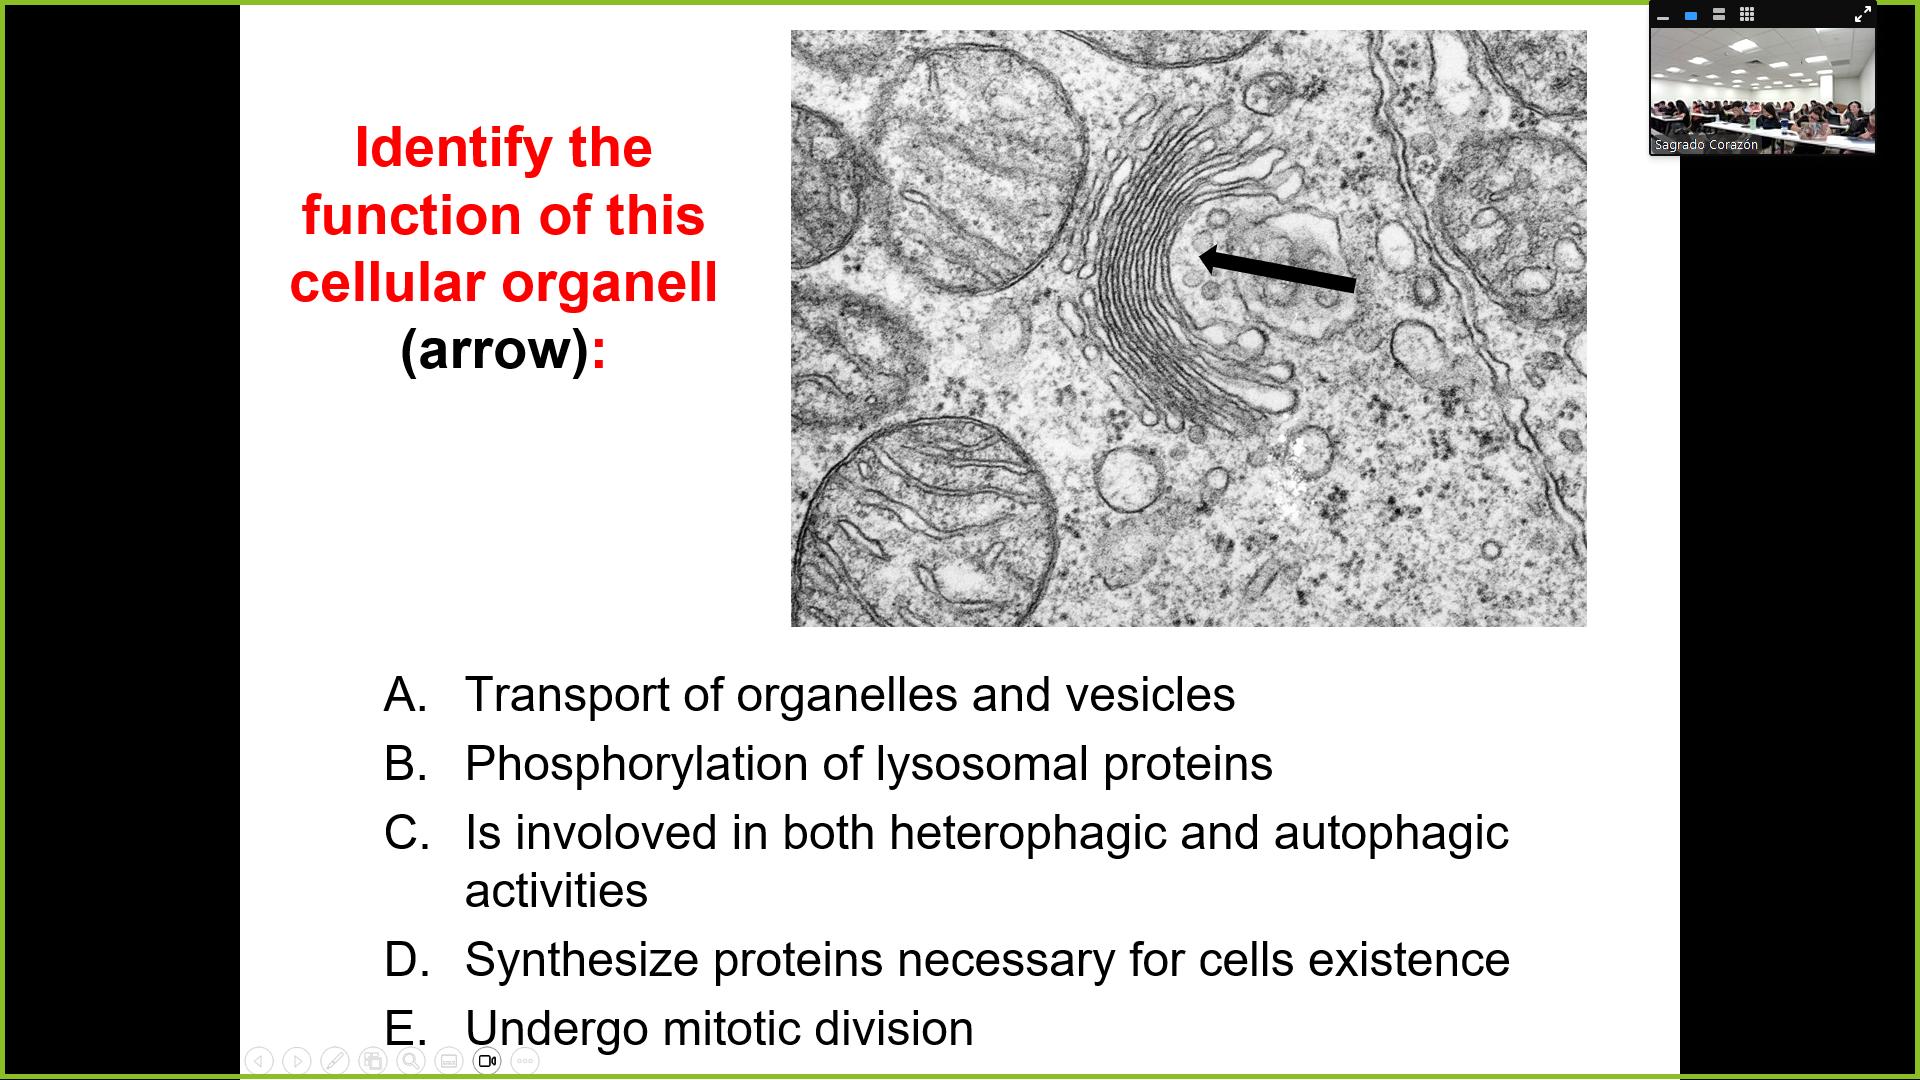 Sagrado Corazón
Identify the
function of this
cellular organell
(arrow):
A. Transport of organelles and vesicles
B. Phosphorylation of lysosomal proteins
C. Is involoved in both heterophagic and autophagic
activities
D. Synthesize proteins necessary for cells existence
E. Undergo mitotic division